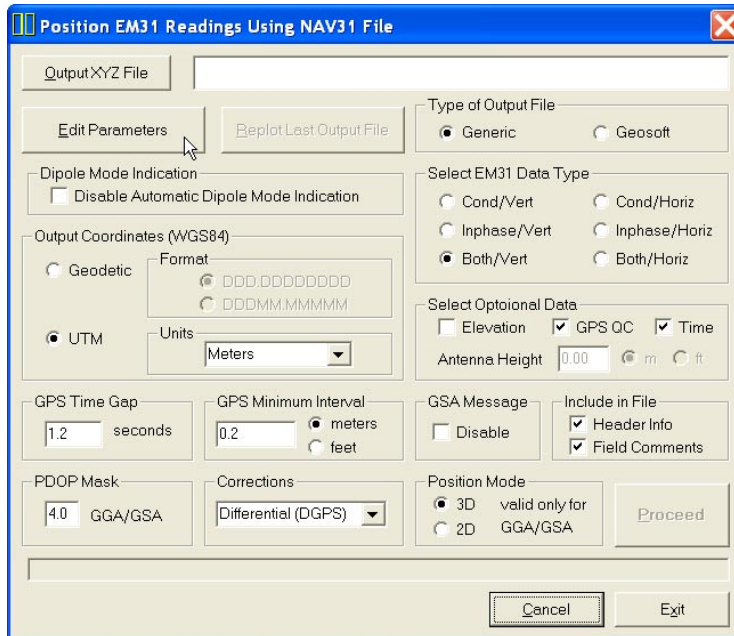 Position EM31 Readings Using NAV31 File
Output XYZ File
Edit Parameters
Replot Last Output File
Type of Output File
Generic
Geosoft
Dipole Mode Indication
Disable Automatic Dipole Mode Indication
Select EM31 Data Type
Cond/Vert
Cond/Horiz
Inphase/Vert
Inphase/Horiz
Both/Vert
Both/Horiz
Output Coordinates (WGS84)
Geodetic
Format
DDD.DDDDDDDD
DDDMM.MMMMM
UTM
Units
Meters
Select Optoional Data
Elevation
GPS QC
Time
Antenna Height
0.00
m
ft
GPS Time Gap
1.2
seconds
GPS Minimum Interval
0.2
meters
feet
GSA Message
Disable
Include in File
Header Info
Field Comments
PDOP Mask
4.0
GGA/GSA
Corrections
Differential (DGPS)
Position Mode
3D
2D
valid only for
GGA/GSA
Proceed
Cancel
Exit